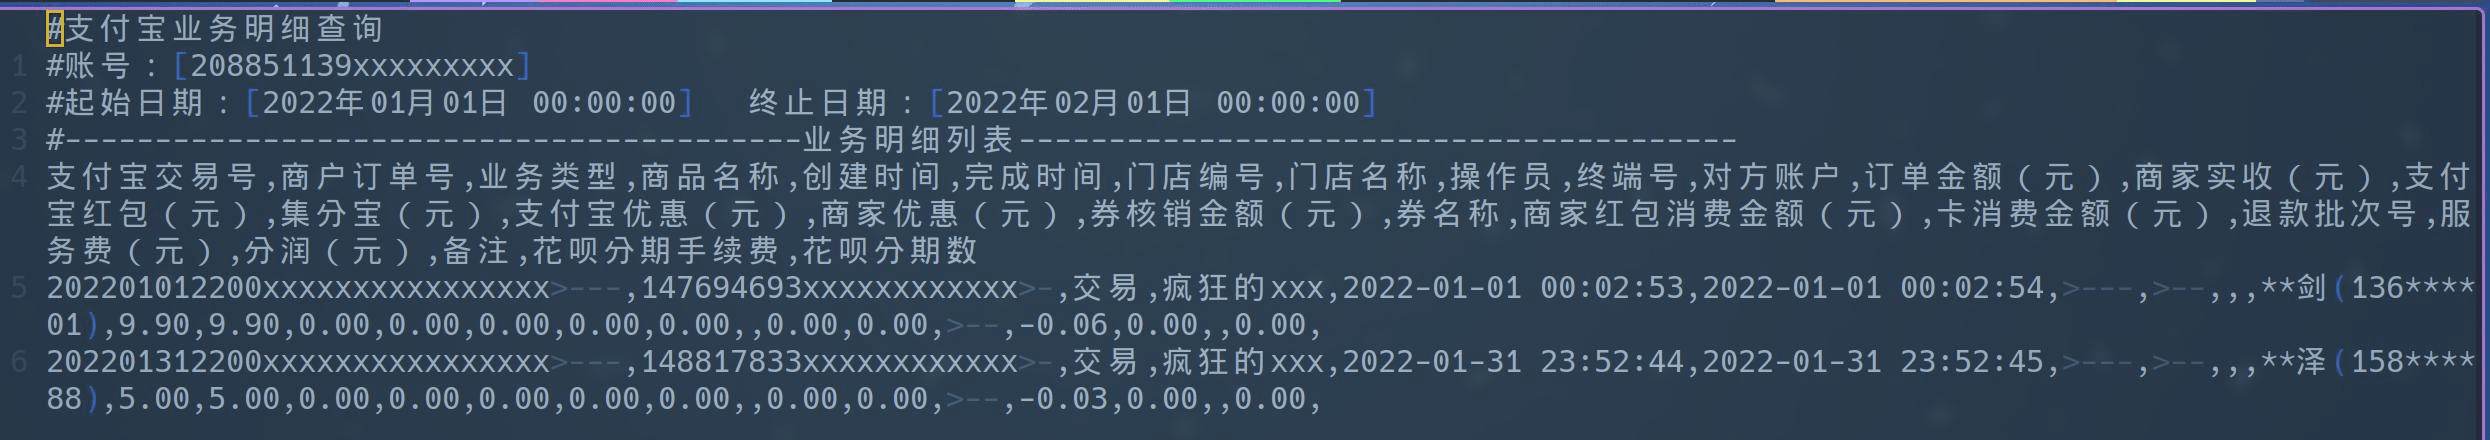 #支付宝业务明细查询
1 #账号：[208851139xxxxxxxxx]
2 #起始日期：[2022年01月01日 00:00:00]   终止日期：[2022年02月01日 00:00:00]
3 #-----------------------------------------业务明细列表----------------------------------------
4 支付宝交易号,商户订单号,业务类型,商品名称,创建时间,完成时间,门店编号,门店名称,操作员,终端号,对方账户,订单金额（元）,商家实收（元）,支付
宝红包（元）,集分宝（元）,支付宝优惠（元）,商家优惠（元）,券核销金额（元）,券名称,商家红包消费金额（元）,卡消费金额（元）,退款批次号,服
务费（元）,分润（元）,备注,花呗分期手续费,花呗分期数
5 202201012200xxxxxxxxxxxxxxxx>---,147694693xxxxxxxxxxxx>-,交易,疯狂的xxx,2022-01-01 00:02:53,2022-01-01 00:02:54,>---,>--,,,**剑(136****
01),9.90,9.90,0.00,0.00,0.00,0.00,0.00,,0.00,0.00,>--,-0.06,0.00,,0.00,
6 202201312200xxxxxxxxxxxxxxxx>---,148817833xxxxxxxxxxxx>-,交易,疯狂的xxx,2022-01-31 23:52:44,2022-01-31 23:52:45,>---,>--,,,**泽(158****
88),5.00,5.00,0.00,0.00,0.00,0.00,0.00,,0.00,0.00,>--,-0.03,0.00,,0.00,